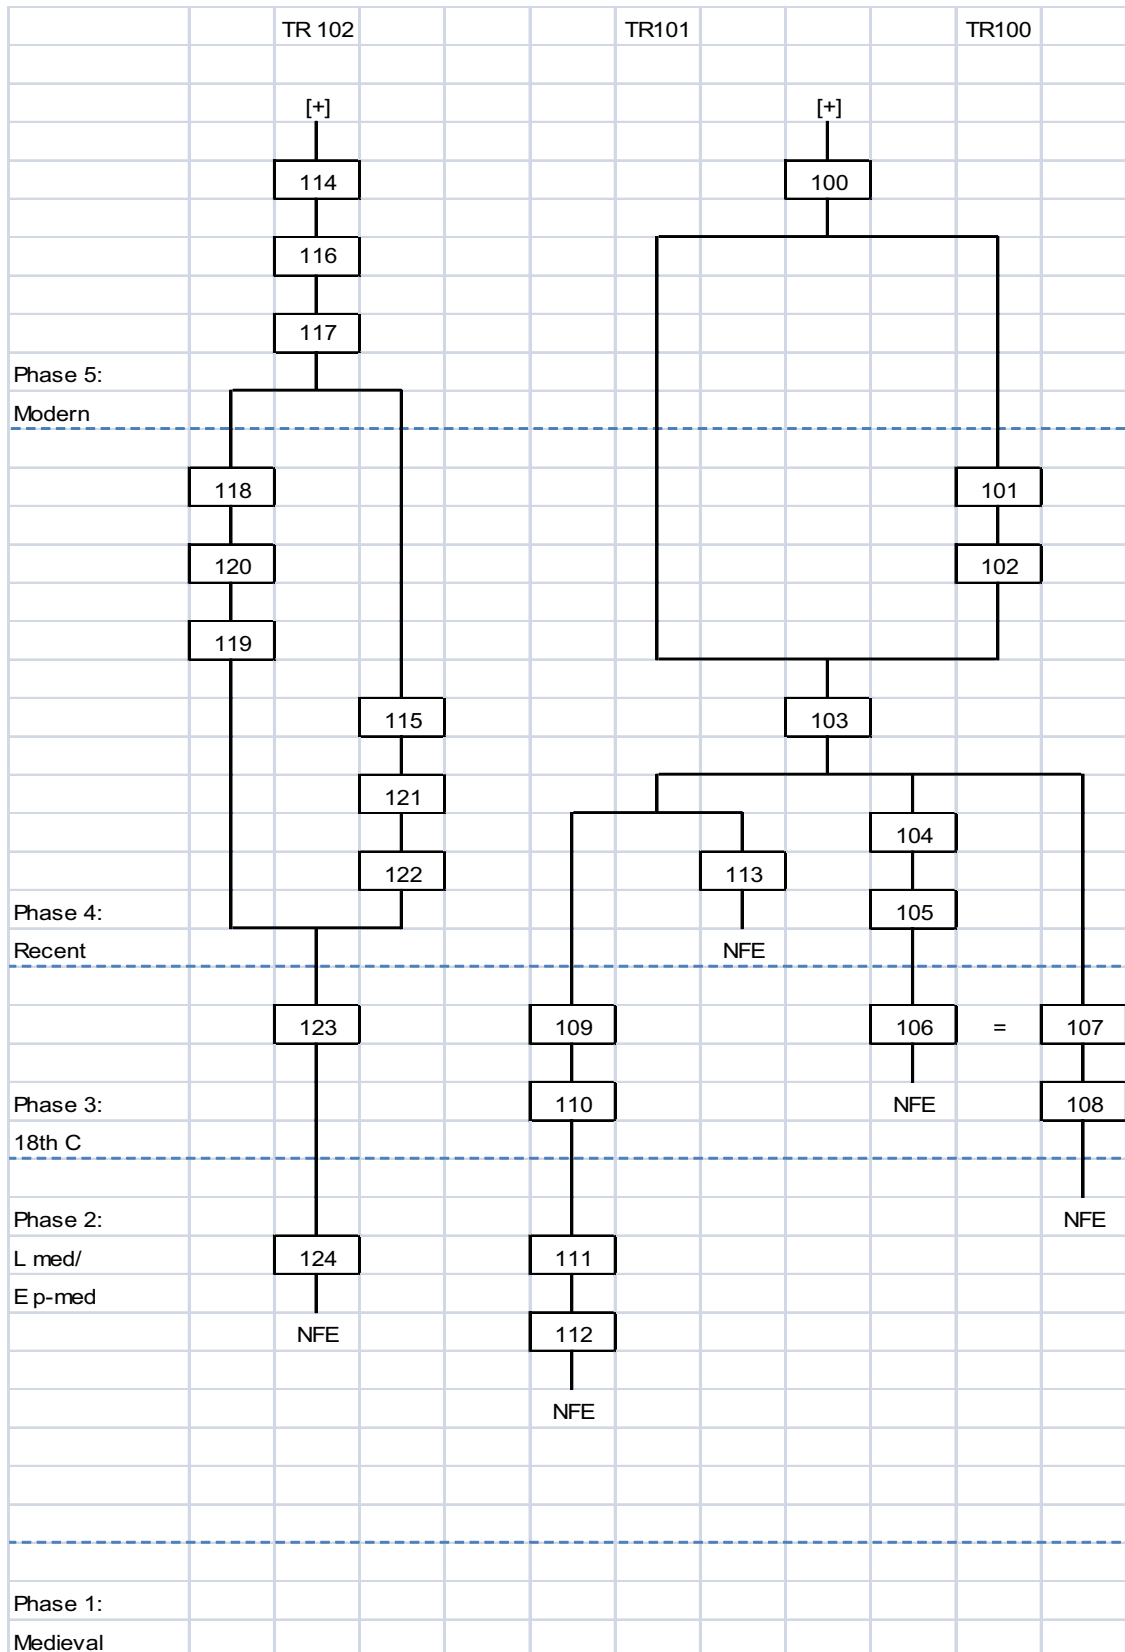 TR 102 TR101 TR100
[+] [+]
114 100
116
117
Phase 5:
Modern
118 101
120 102
119
115 103
121
104
122 113
Phase 4: 105
Recent NFE
123 109 106 = 107
Phase 3: 110 NFE 108
18th C
Phase 2: NFE
L med/ 124 111
E p-med
NFE 112
NFE
Phase 1:
Medieval